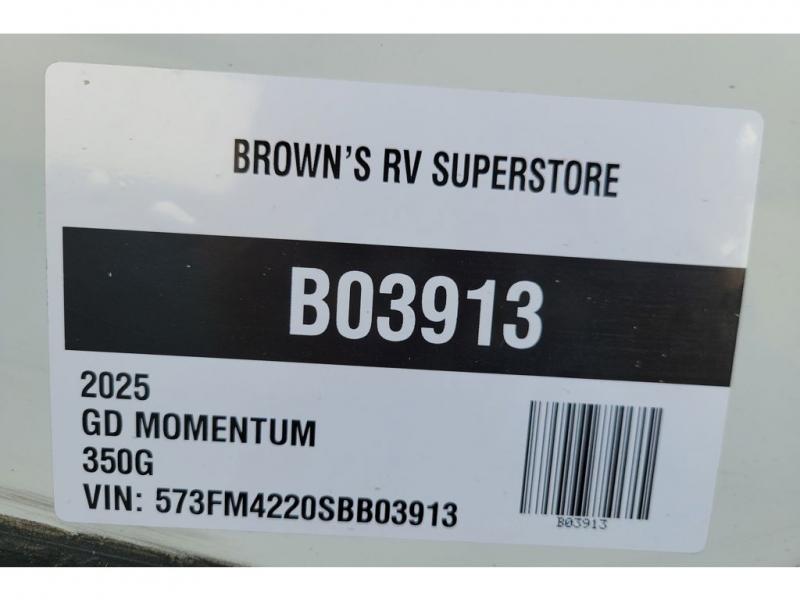 BROWN'S RV SUPERSTORE
B03913
2025
GD MOMENTUM
350G
VIN: 573FM4220SBB03913
B03913